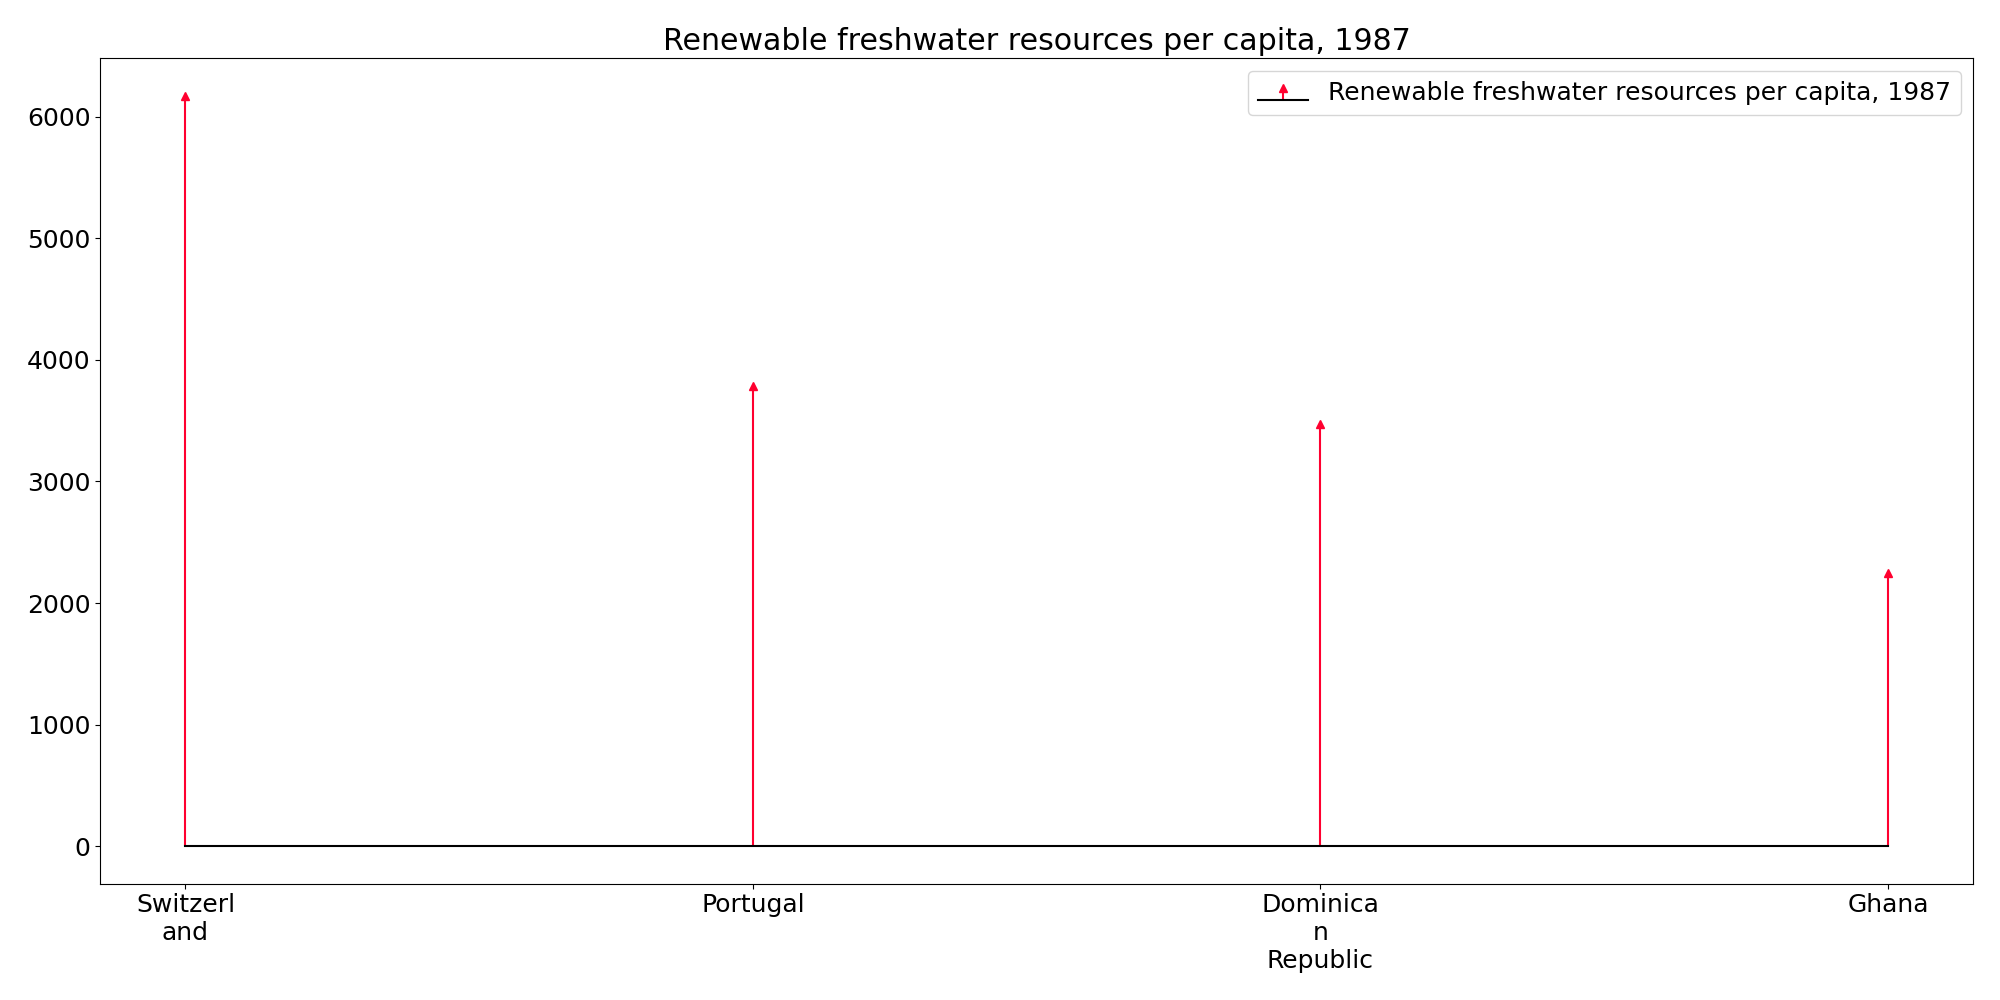 Renewable freshwater resources per capita, 1987
Renewable freshwater resources per capita, 1987
6000
5000
4000
3000
2000
1000
0
Switzerl
and
Portugal
Dominica
n
Republic
Ghana